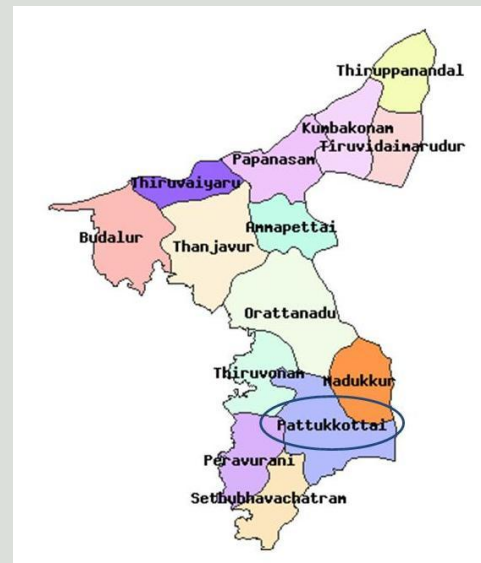 Thiruppanandal
Kumbakonam
Tiruvidaimarudur
Papanasam
Thiruvaiyaru
Ammapettai
Budalur
Thanjavur
Orattanadu
Thiruvonam
Madukkur
Pattukkottai
Peravurani
Sethubhavachatram